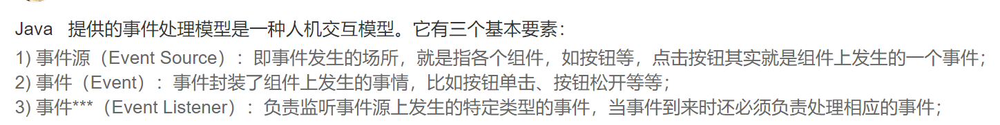 Java 提供的事件处理模型是一种人机交互模型。它有三个基本要素：
1) 事件源（Event Source）：即事件发生的场所，就是指各个组件，如按钮等，点击按钮其实就是组件上发生的一个事件；
2) 事件（Event）：事件封装了组件上发生的事情，比如按钮单击、按钮松开等等；
3) 事件***（Event Listener）：负责监听事件源上发生的特定类型的事件，当事件到来时还必须负责处理相应的事件；